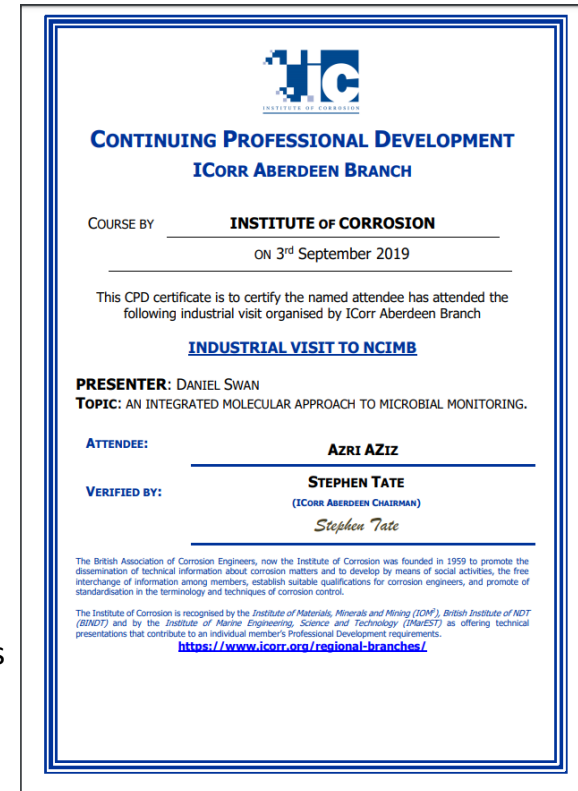 ic
INSTITUTE OF CORROSION
CONTINUING PROFESSIONAL DEVELOPMENT
ICORR ABERDEEN BRANCH
COURSE BY INSTITUTE OF CORROSION
ON 3rd September 2019
This CPD certificate is to certify the named attendee has attended the
following industrial visit organised by ICorr Aberdeen Branch
INDUSTRIAL VISIT TO NCIMB
PRESENTER: DANIEL SWAN
TOPIC: AN INTEGRATED MOLECULAR APPROACH TO MICROBIAL MONITORING.
ATTENDEE: AZRI AZIZ
VERIFIED BY: STEPHEN TATE
(ICORR ABERDEEN CHAIRMAN)
Stephen Tate
The British Association of Corrosion Engineers, now the Institute of Corrosion was founded in 1959 to promote the
dissemination of technical information about corrosion matters and to develop by means of social activities, the free
interchange of information among members, establish suitable qualifications for corrosion engineers, and promote of
standardisation in the terminology and techniques of corrosion control.
The Institute of Corrosion is recognised by the Institute of Materials, Minerals and Mining (IOM³), British Institute of NDT
(BINDT) and by the Institute of Marine Engineering, Science and Technology (IMarEST) as offering technical
presentations that contribute to an individual member's Professional Development requirements.
https://www.icorr.org/regional-branches/
s